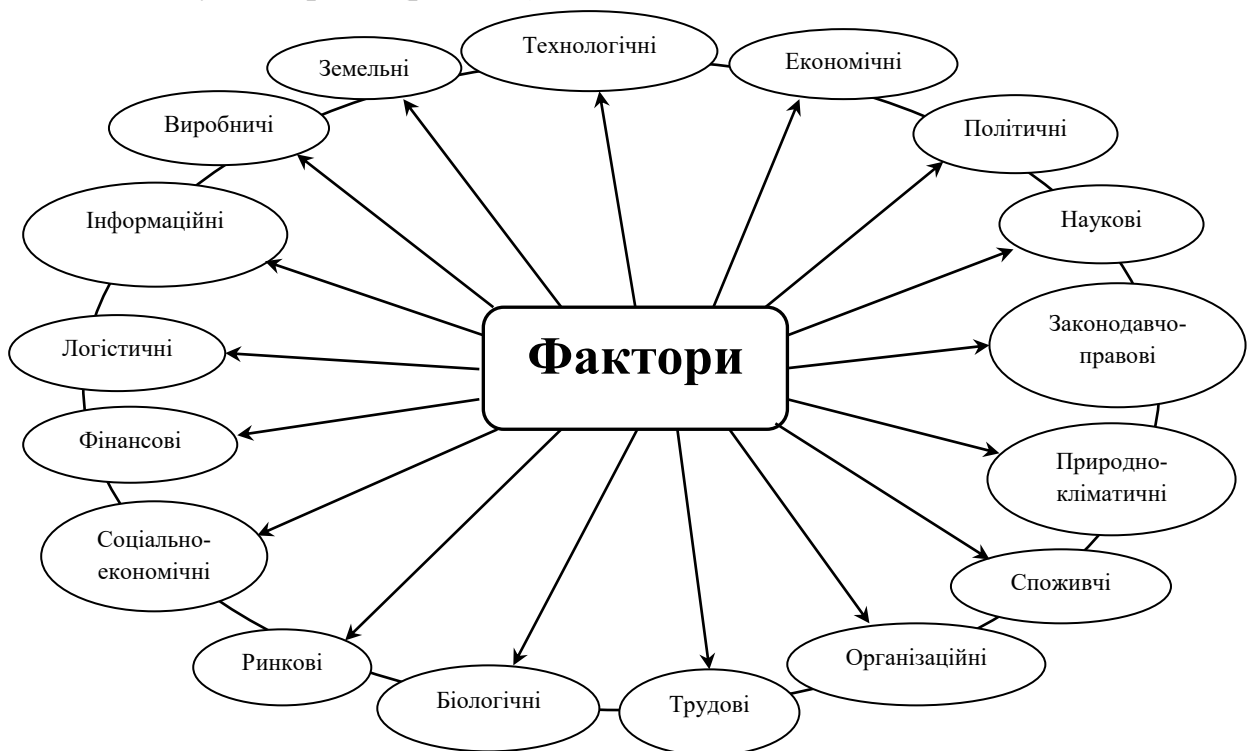 Технологічні
Економічні
Земельні
Політичні
Виробничі
Наукові
Інформаційні
Законодавчо-
правові
Логістичні
Фактори
Фінансові
Природно-
кліматичні
Соціально-
економічні
Споживчі
Організаційні
Ринкові
Біологічні
Трудові